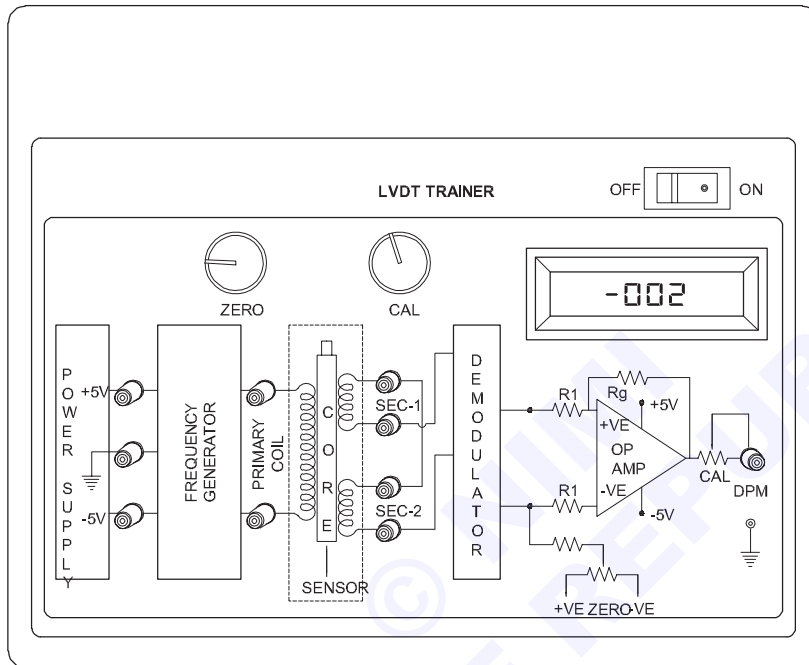 LVDT TRAINER
OFF
ON
ZERO
CAL
-002
POWER SUPPLY
+5V
-5V
FREQUENCY
GENERATOR
PRIMARY
COIL
CORE
SENSOR
SEC-1
SEC-2
DEMODULATOR
R1
R1
Rg
+5V
+VE
OP
AMP
-VE
-5V
CAL
DPM
+VE
ZERO
-VE
© NIMI